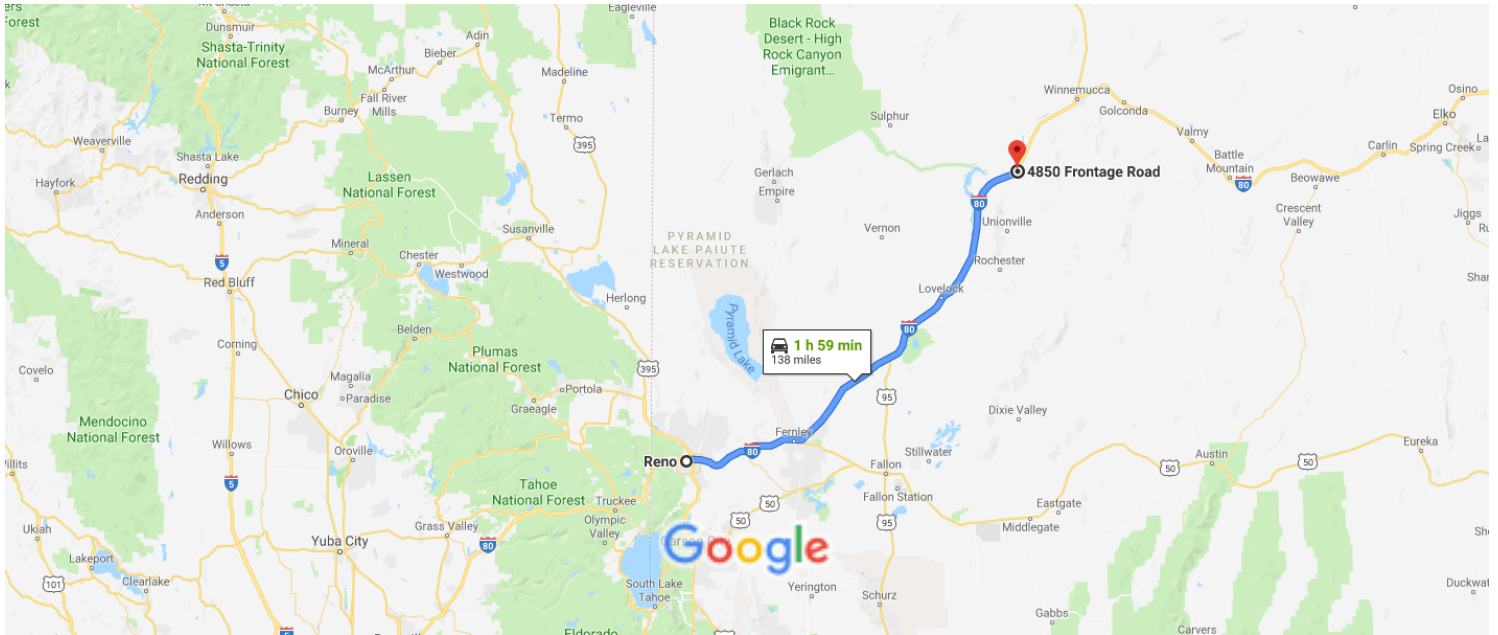 Forest
Dunsmuir
Shasta-Trinity
National Forest
Adin
Bieber
McArthur
Fall River
Mills
Burney
Eagleville
Madeline
Termo
395
Black Rock
Desert - High
Rock Canyon
Emigrant...
Sulphur
Winnemucca
Golconda
Valmy
Battle
Mountain
80
Osino
Elko
Carlin
Spring Creek
Beowawe
Crescent
Valley
Jiggs
Weaverville
Shasta Lake
Redding
Hayfork
Anderson
Lassen
National Forest
Gerlach
Empire
4850 Frontage Road
80
Unionville
Vernon
Rochester
Mineral
Chester
Westwood
Susanville
PYRAMID
LAKE PAIUTE
RESERVATION
5
Red Bluff
Herlong
Lovelock
Pyramid Lake
80
Belden
Corning
1 h 59 min
138 miles
Plumas
National Forest
395
Covelo
Magalia
Paradise
Chico
Portola
Graeagle
95
Dixie Valley
Mendocino
National Forest
Willows
Oroville
Fernley
80
Reno
Stillwater
Fallon
Fallon Station
Austin
50
50
Eureka
5
Tahoe
National Forest
Truckee
Olympic
Valley
50
50
95
Eastgate
Middlegate
Ukiah
Grass Valley
80
Yuba City
Carson City
Google
Lakeport
Clearlake
101
South Lake
Tahoe
Yerington
Schurz
Gabbs
Carvers
Eldorado
5